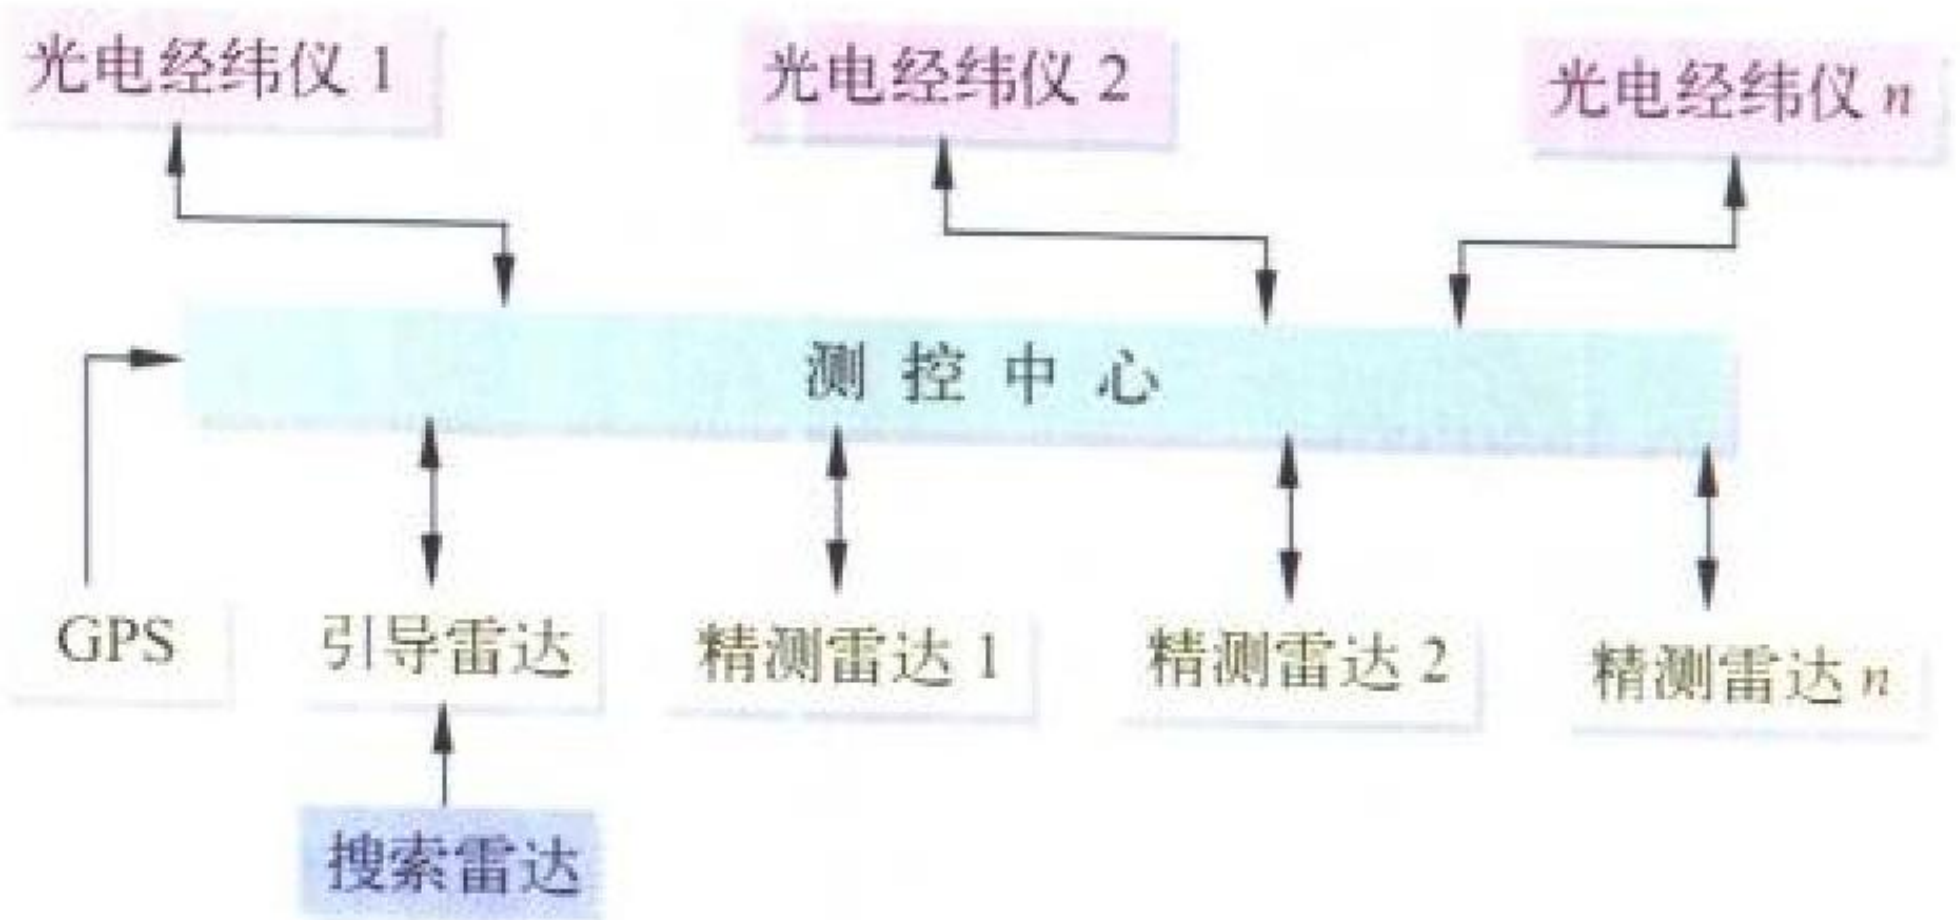 光电经纬仪 1
光电经纬仪 2
光电经纬仪 n
测控中心
GPS
引导雷达
精测雷达 1
精测雷达 2
精测雷达 n
搜索雷达